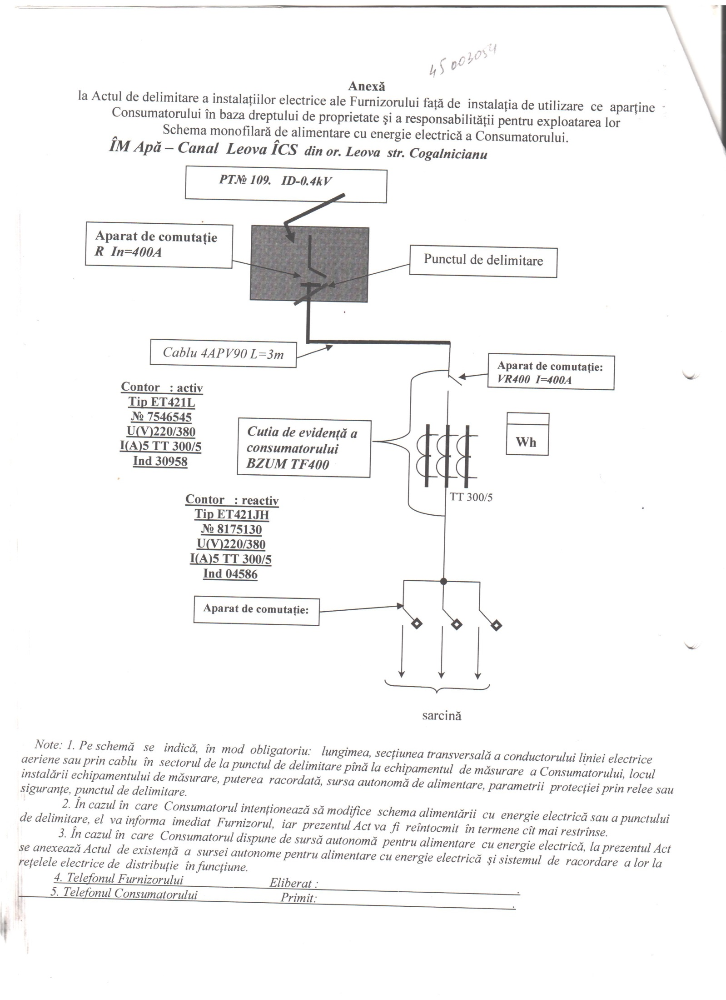 45003054
Anexă
la Actul de delimitare a instalațiilor electrice ale Furnizorului față de instalația de utilizare ce aparține
Consumatorului în baza dreptului de proprietate și a responsabilității pentru exploatarea lor
Schema monofilară de alimentare cu energie electrică a Consumatorului.
ÎM Apă – Canal Leova ÎCS din or. Leova str. Cogalnicianu
PT№ 109. ID-0.4kV
Aparat de comutație
R In=400A
Punctul de delimitare
Cablu 4APV90 L=3m
Aparat de comutație:
VR400 I=400A
Contor : activ
Tip ET421L
№ 7546545
U(V)220/380
I(A)5 TT 300/5
Ind 30958
Cutia de evidență a
consumatorului
BZUM TF400
Wh
TT 300/5
Contor : reactiv
Tip ET421JH
№ 8175130
U(V)220/380
I(A)5 TT 300/5
Ind 04586
Aparat de comutație:
sarcină
Note: 1. Pe schemă se indică, în mod obligatoriu: lungimea, secțiunea transversală a conductorului liniei electrice
aeriene sau prin cablu în sectorul de la punctul de delimitare pînă la echipamentul de măsurare a Consumatorului, locul
instalării echipamentului de măsurare, puterea racordată, sursa autonomă de alimentare, parametrii protecției prin relee sau
siguranțe, punctul de delimitare.
2. În cazul în care Consumatorul intenționează să modifice schema alimentării cu energie electrică sau a punctului
de delimitare, el va informa imediat Furnizorul, iar prezentul Act va fi reîntocmit în termene cît mai restrînse.
3. În cazul în care Consumatorul dispune de sursă autonomă pentru alimentare cu energie electrică, la prezentul Act
se anexează Actul de existență a sursei autonome pentru alimentare cu energie electrică și sistemul de racordare a lor la
rețelele electrice de distribuție în funcțiune.
4. Telefonul Furnizorului Eliberat : .
5. Telefonul Consumatorului Primit: .